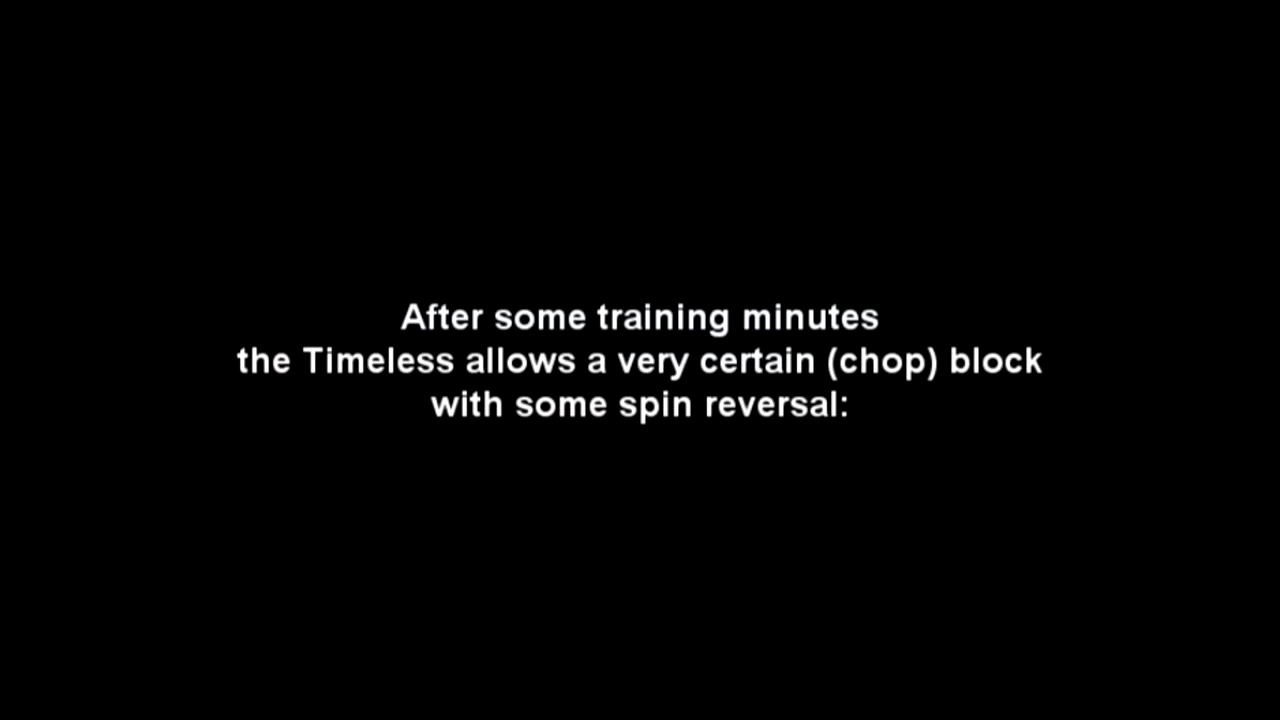 After some training minutes
the Timeless allows a very certain (chop) block
with some spin reversal: